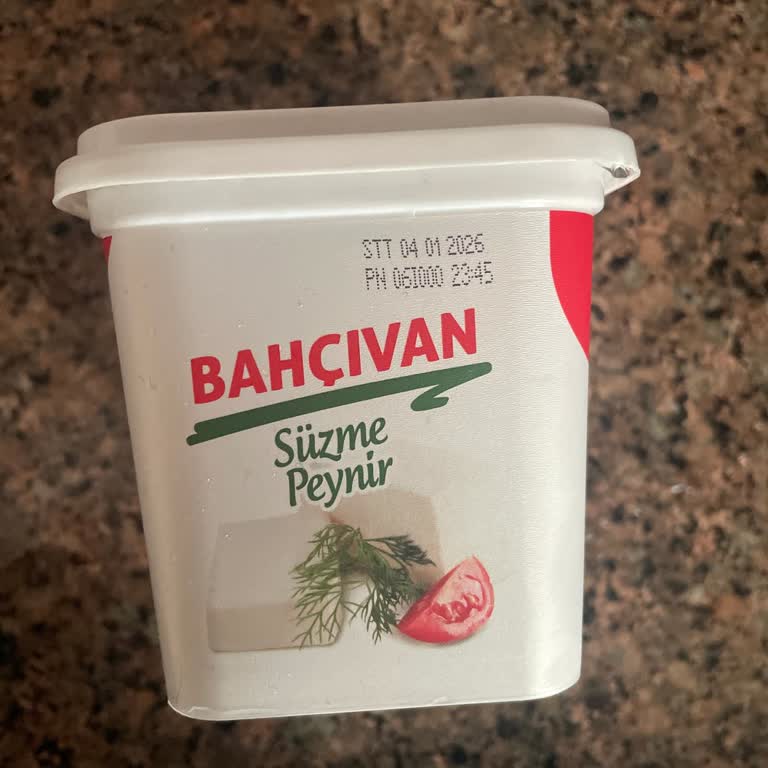 STT 04 01 2026
PN 06I000 23:45
BAHÇIVAN
Süzme
Peynir